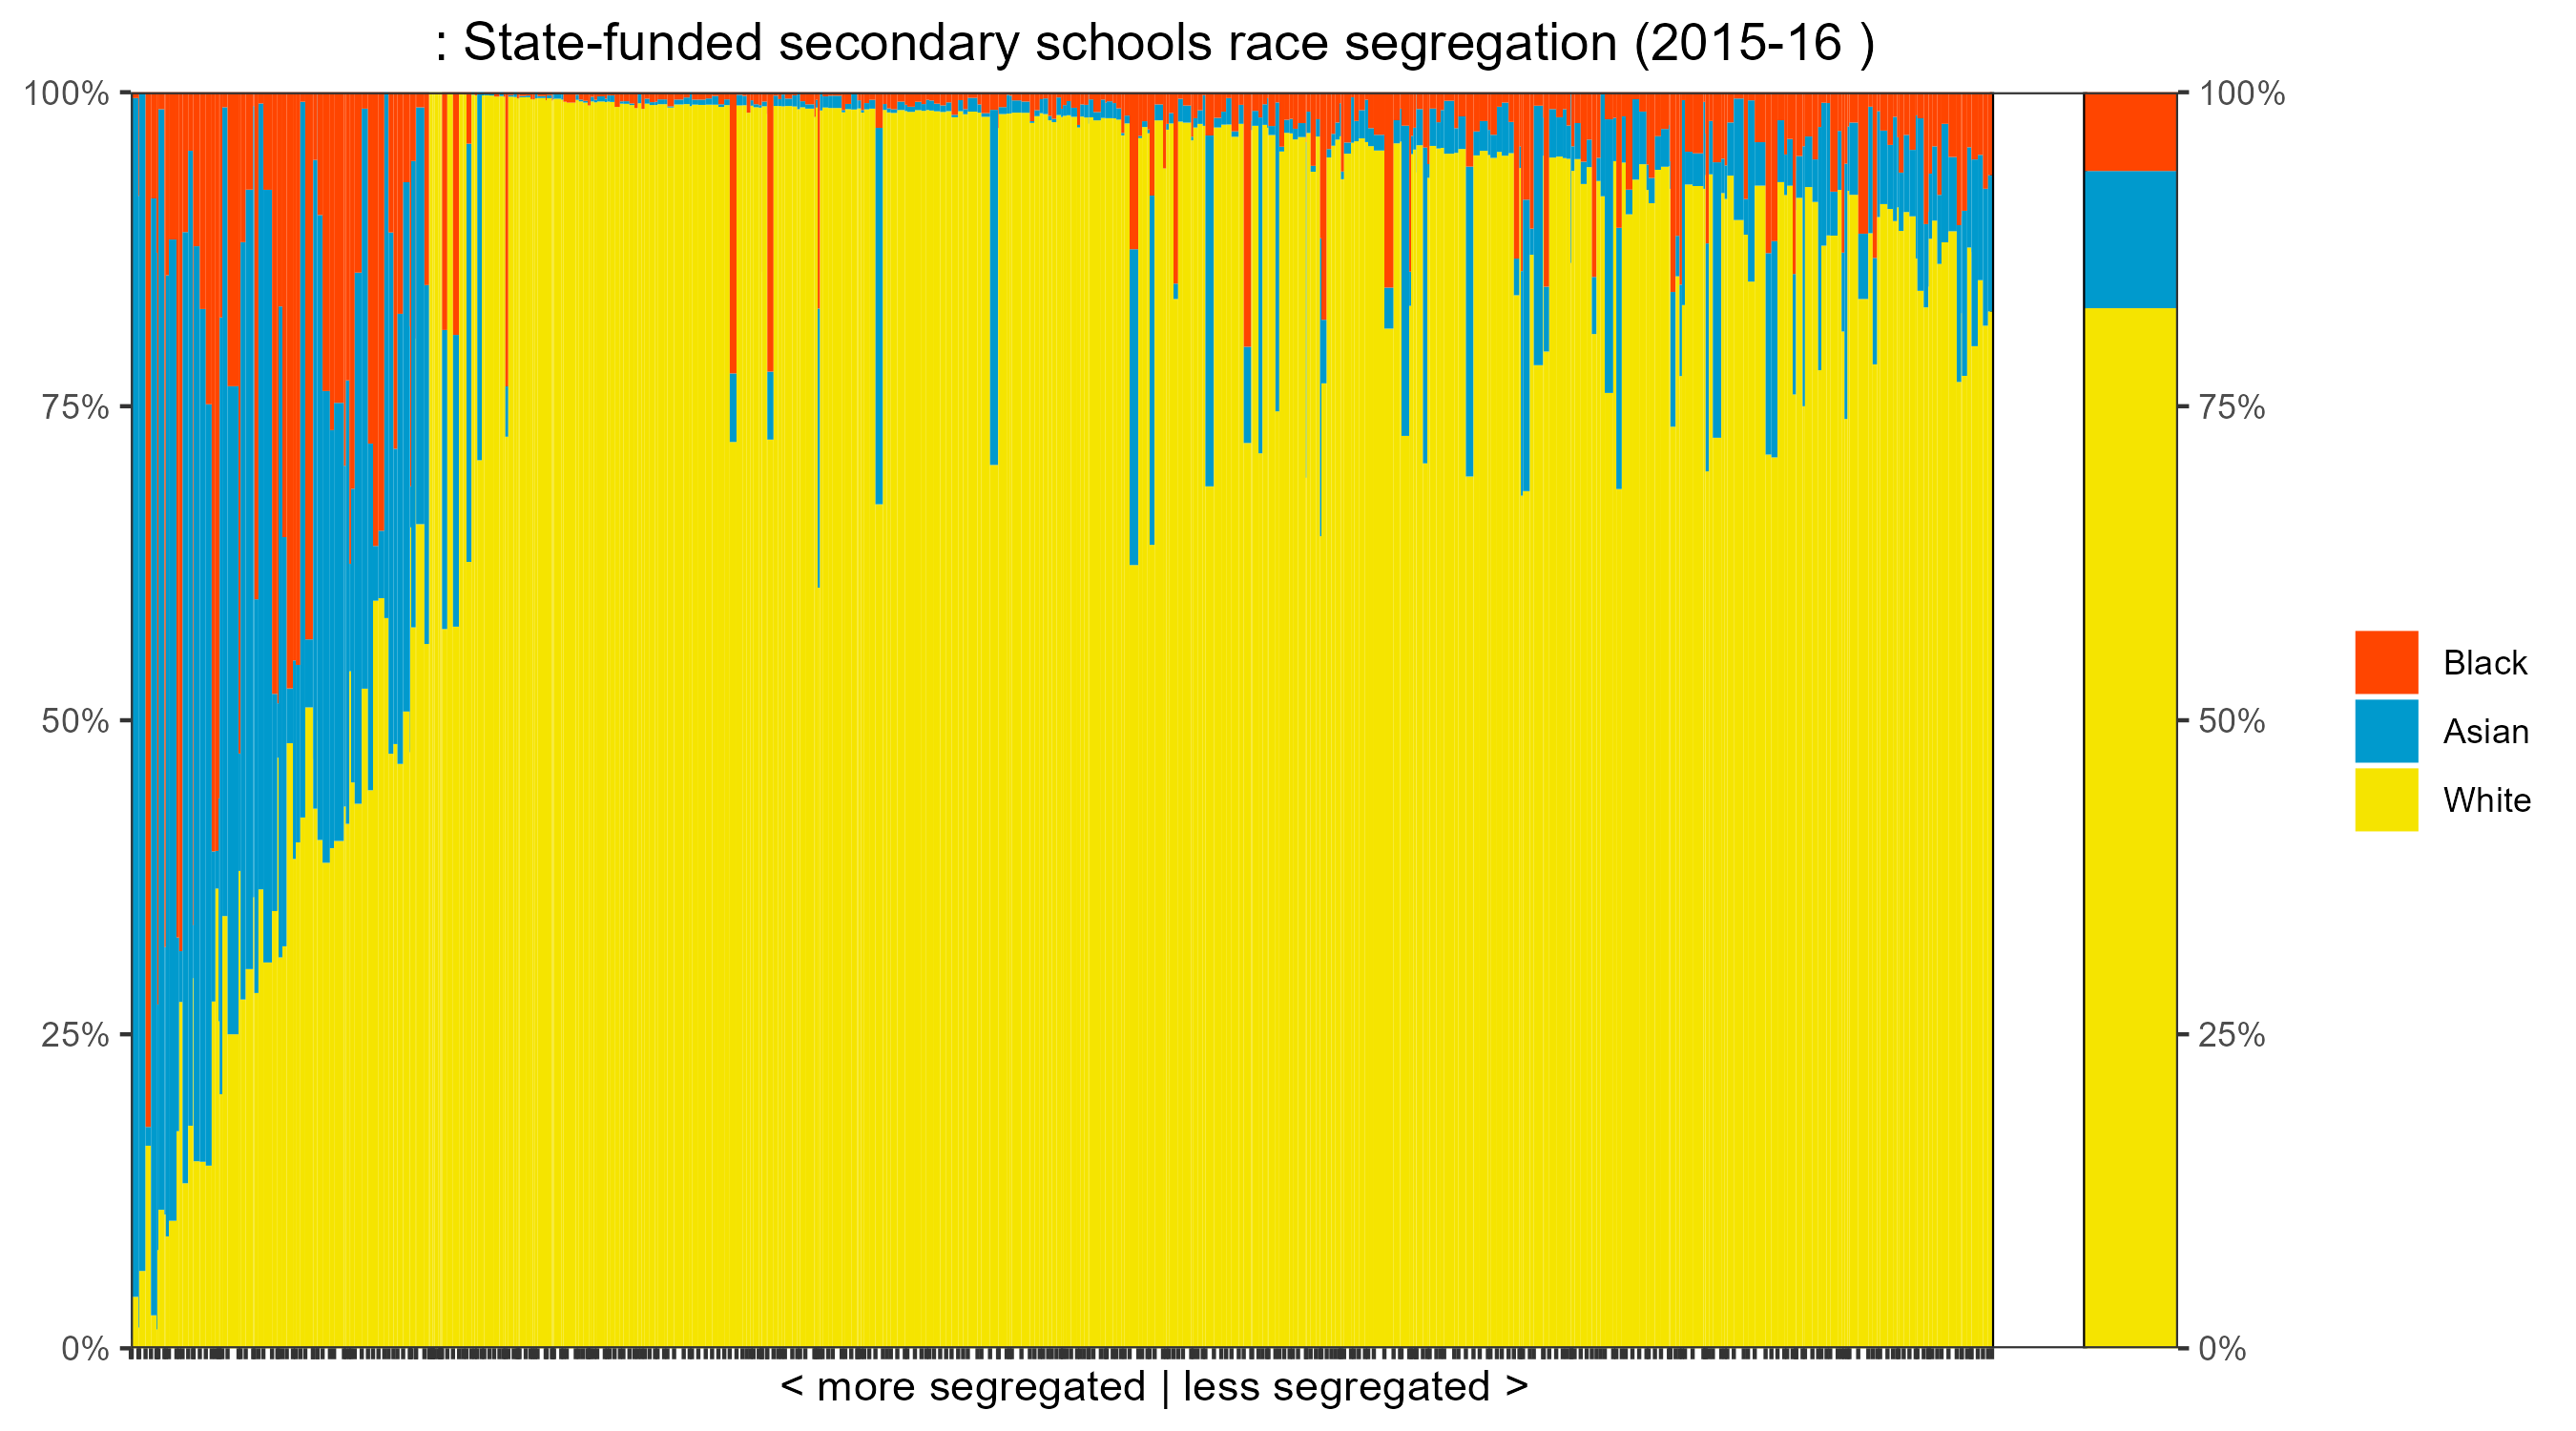 : State-funded secondary schools race segregation (2015-16 )
100%
75%
50%
25%
0%
100%
75%
50%
25%
0%
Black
Asian
White
< more segregated | less segregated >